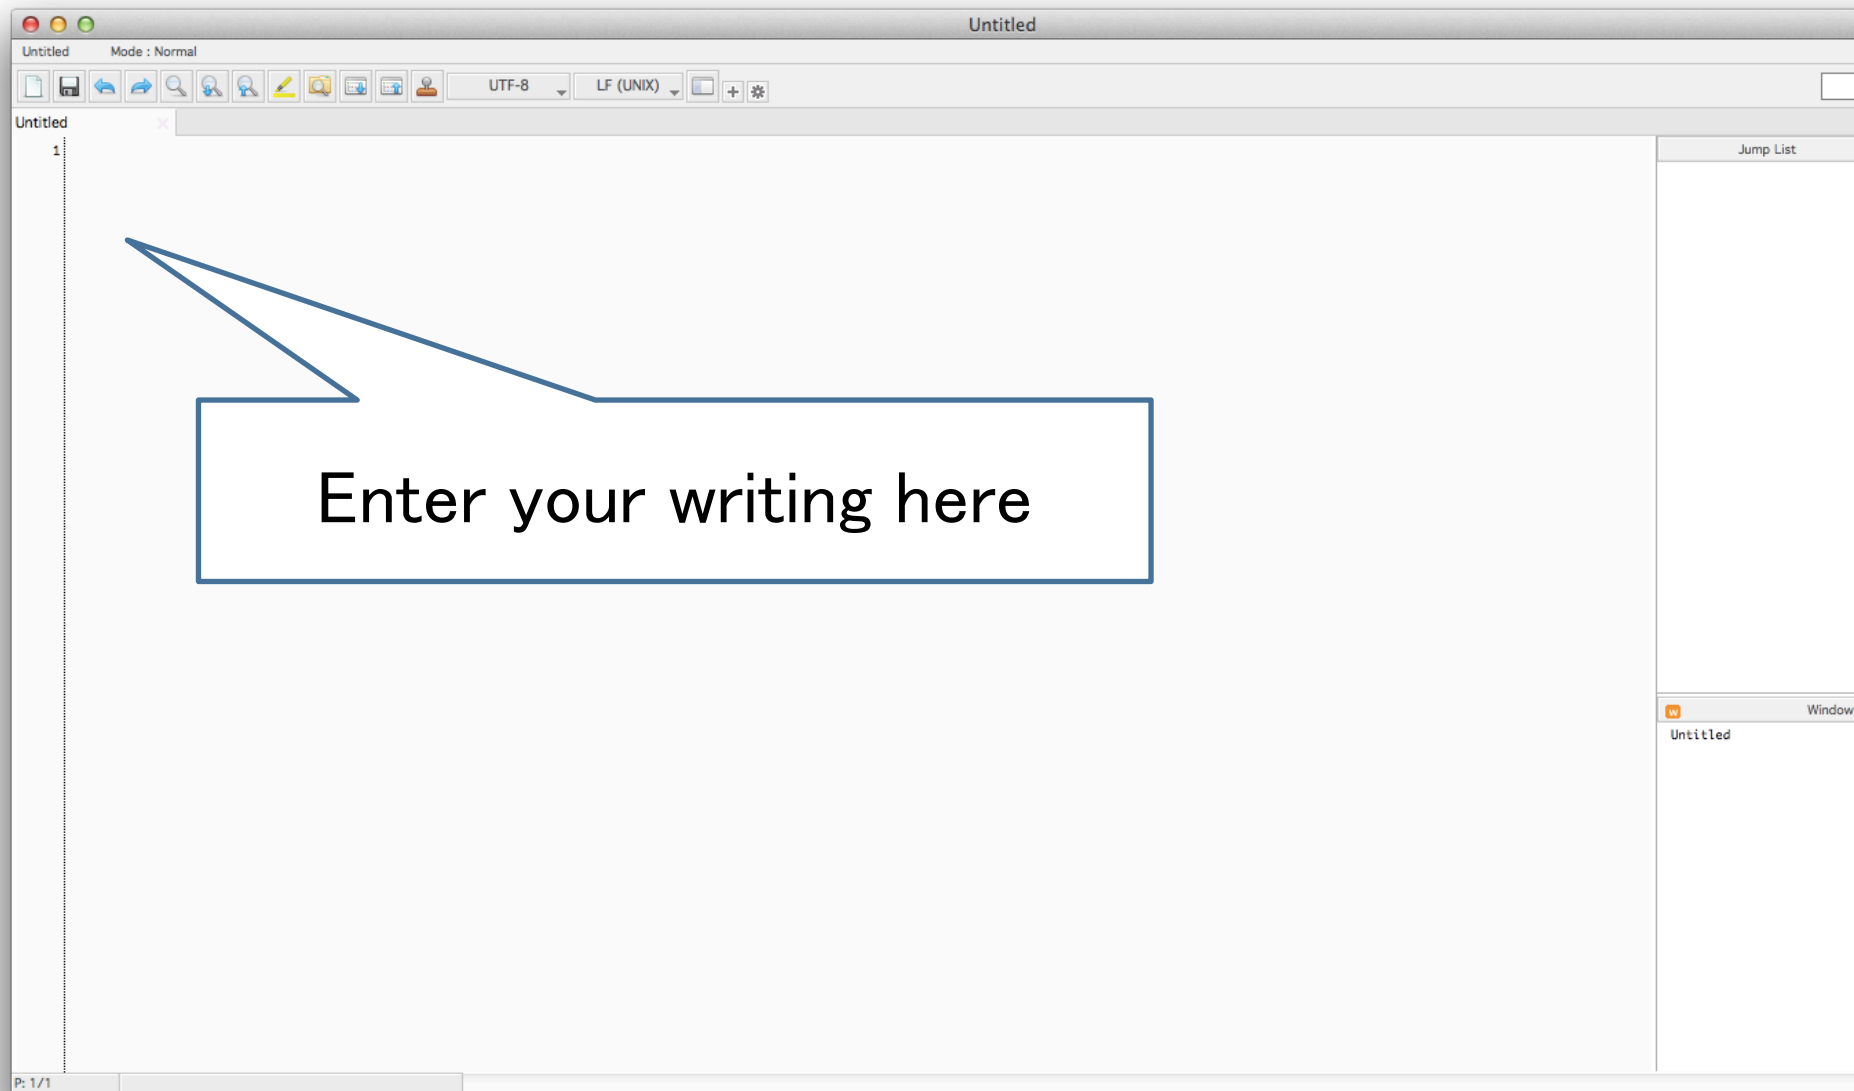 Untitled
Untitled Mode : Normal
UTF-8 LF (UNIX)
Untitled
1
Jump List
Enter your writing here
w Window
Untitled
P: 1/1